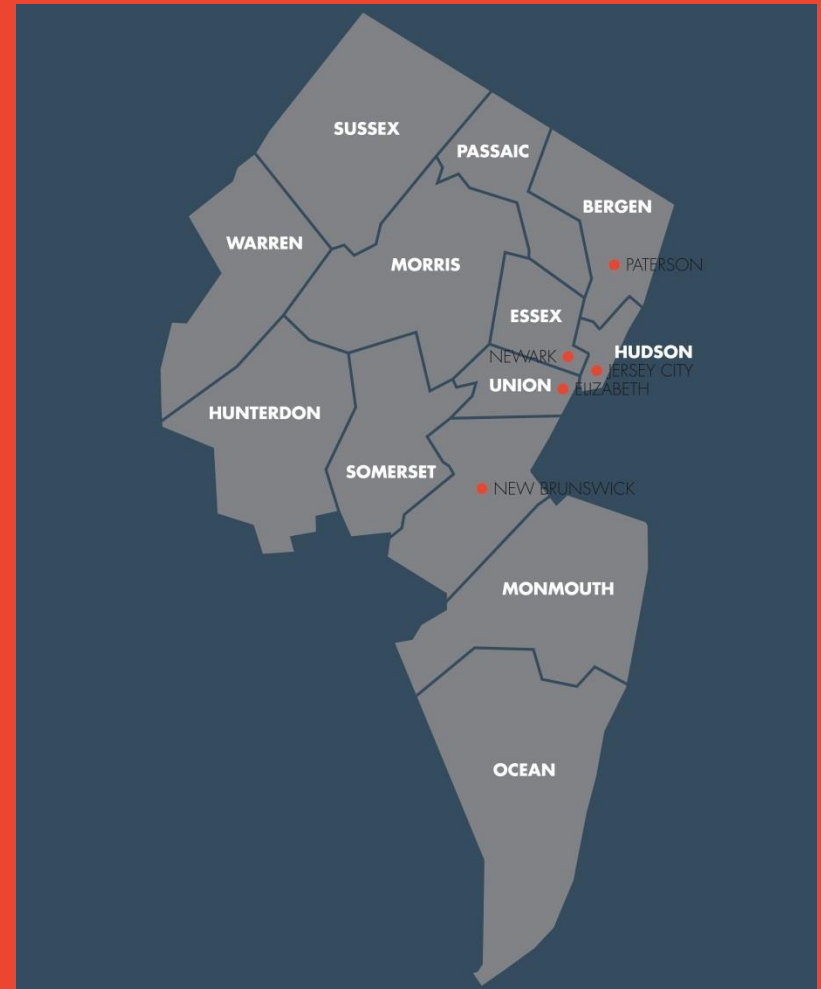 SUSSEX
PASSAIC
BERGEN
WARREN
MORRIS
PATERSON
ESSEX
HUDSON
NEWARK
JERSEY CITY
UNION
ELIZABETH
HUNTERDON
SOMERSET
NEW BRUNSWICK
MONMOUTH
OCEAN